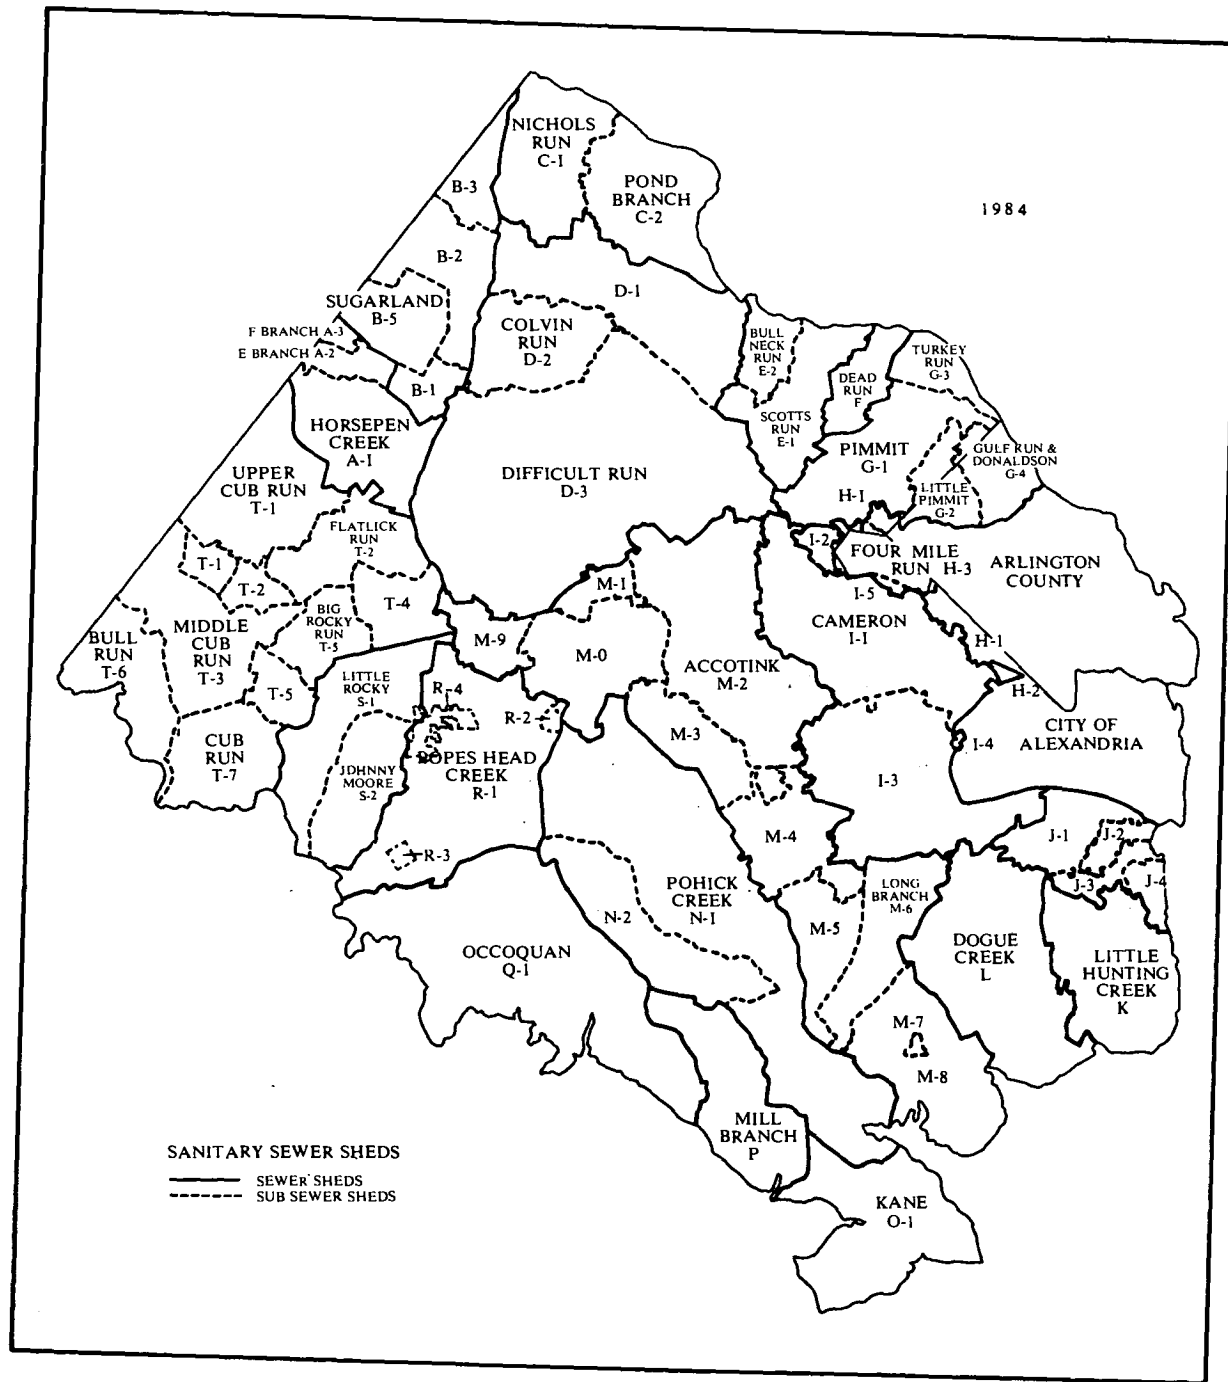 NICHOLS
RUN
C-1
POND
BRANCH
C-2
1984
B-3
B-2
D-1
SUGARLAND
B-5
COLVIN
RUN
D-2
F BRANCH A-3
E BRANCH A-2
B-1
BULL
NECK
RUN
E-2
TURKEY
RUN
G-3
DEAD
RUN
F
SCOTTS
RUN
E-1
HORSEPEN
CREEK
A-1
PIMMIT
G-1
GULF RUN &
DONALDSON
G-4
UPPER
CUB RUN
T-1
DIFFICULT RUN
D-3
H-1
LITTLE
PIMMIT
G-2
FLATLICK
RUN
T-2
I-2
FOUR MILE
RUN H-3
ARLINGTON
COUNTY
T-1
T-2
T-4
M-1
I-5
BULL
RUN
T-6
MIDDLE
CUB
RUN
T-3
BIG
ROCKY
RUN
T-5
M-9
M-0
CAMERON
I-1
H-1
ACCOTINK
M-2
T-5
LITTLE
ROCKY
S-1
R-4
R-2
H-2
M-3
CITY OF
ALEXANDRIA
I-4
CUB
RUN
T-7
JOHNNY
MOORE
S-2
POPES HEAD
CREEK
R-1
I-3
M-4
J-1
J-2
R-3
J-3
J-4
POHICK
CREEK
N-1
LONG
BRANCH
M-6
N-2
M-5
OCCOQUAN
Q-1
DOGUE
CREEK
L
LITTLE
HUNTING
CREEK
K
M-7
M-8
MILL
BRANCH
P
SANITARY SEWER SHEDS
SEWER SHEDS
SUB SEWER SHEDS
KANE
O-1